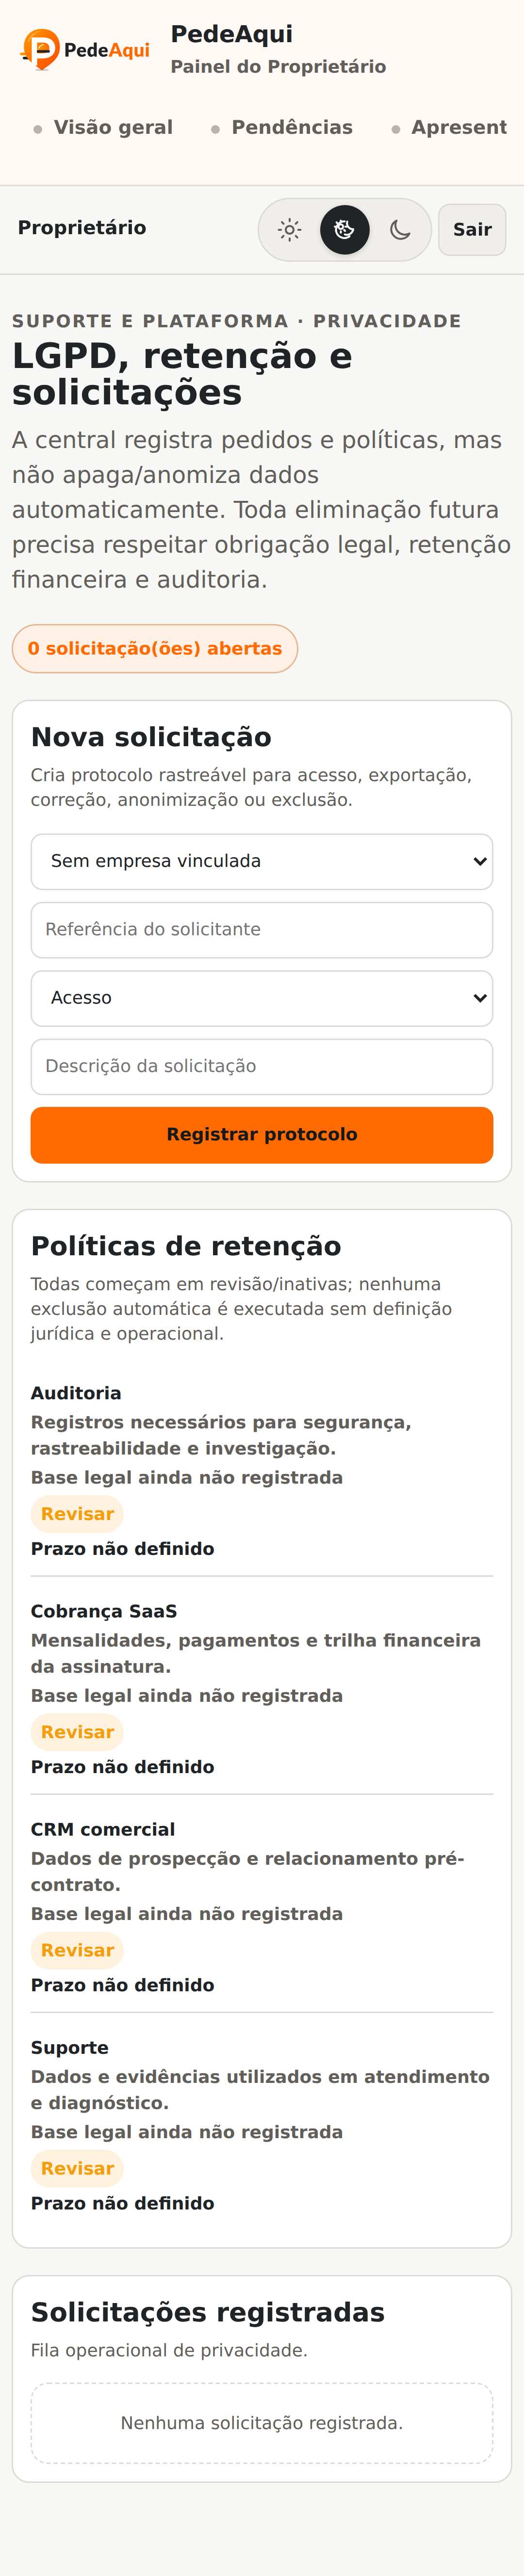 PedeAqui
PedeAqui
Painel do Proprietário
Visão geral
Pendências
Apresent
Proprietário
Sair
SUPORTE E PLATAFORMA · PRIVACIDADE
LGPD, retenção e
solicitações
A central registra pedidos e políticas, mas
não apaga/anomiza dados
automaticamente. Toda eliminação futura
precisa respeitar obrigação legal, retenção
financeira e auditoria.
0 solicitação(ões) abertas
Nova solicitação
Cria protocolo rastreável para acesso, exportação,
correção, anonimização ou exclusão.
Sem empresa vinculada
Referência do solicitante
Acesso
Descrição da solicitação
Registrar protocolo
Políticas de retenção
Todas começam em revisão/inativas; nenhuma
exclusão automática é executada sem definição
jurídica e operacional.
Auditoria
Registros necessários para segurança,
rastreabilidade e investigação.
Base legal ainda não registrada
Revisar
Prazo não definido
Cobrança SaaS
Mensalidades, pagamentos e trilha financeira
da assinatura.
Base legal ainda não registrada
Revisar
Prazo não definido
CRM comercial
Dados de prospecção e relacionamento pré-
contrato.
Base legal ainda não registrada
Revisar
Prazo não definido
Suporte
Dados e evidências utilizados em atendimento
e diagnóstico.
Base legal ainda não registrada
Revisar
Prazo não definido
Solicitações registradas
Fila operacional de privacidade.
Nenhuma solicitação registrada.